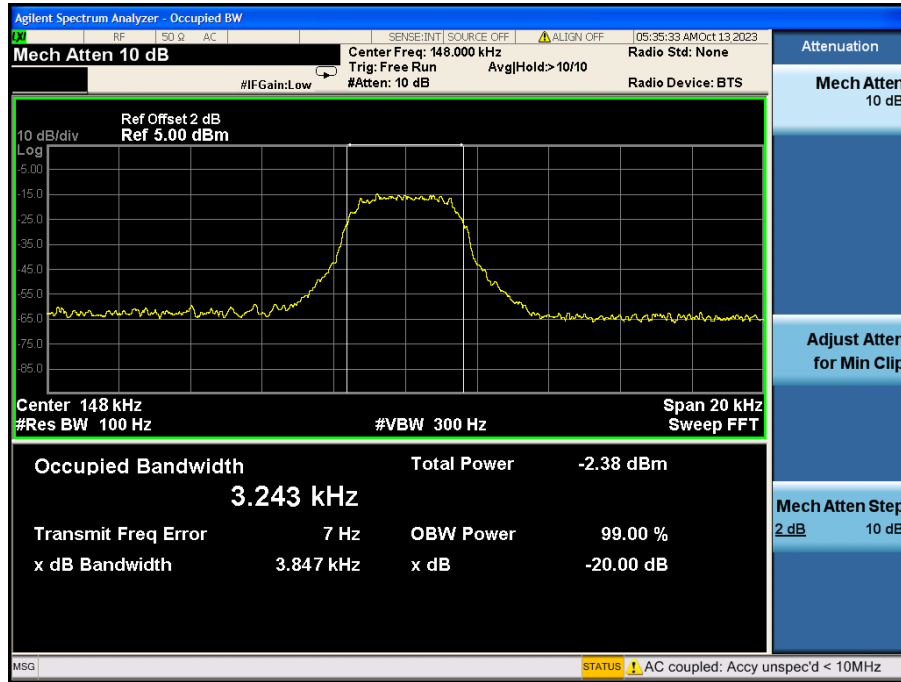 Agilent Spectrum Analyzer - Occupied BW
LXI RF 50 Ω AC SENSE:INT SOURCE OFF ALIGN OFF 05:35:33 AM Oct 13 2023
Mech Atten 10 dB
Center Freq: 148.000 kHz
Radio Std: None
Trig: Free Run Avg|Hold:>10/10
#IFGain:Low
#Atten: 10 dB
Radio Device: BTS
Attenuation
Mech Atten
10 dB
Ref Offset 2 dB
10 dB/div Ref 5.00 dBm
Log
-5.00
-15.0
-25.0
-35.0
-45.0
-55.0
-65.0
-75.0
-85.0
Adjust Atten
for Min Clip
Center 148 kHz Span 20 kHz
#Res BW 100 Hz #VBW 300 Hz Sweep FFT
Occupied Bandwidth Total Power -2.38 dBm
3.243 kHz
Transmit Freq Error 7 Hz OBW Power 99.00 %
x dB Bandwidth 3.847 kHz x dB -20.00 dB
Mech Atten Step
2 dB 10 dB
MSG STATUS AC coupled: Accy unspec'd < 10MHz